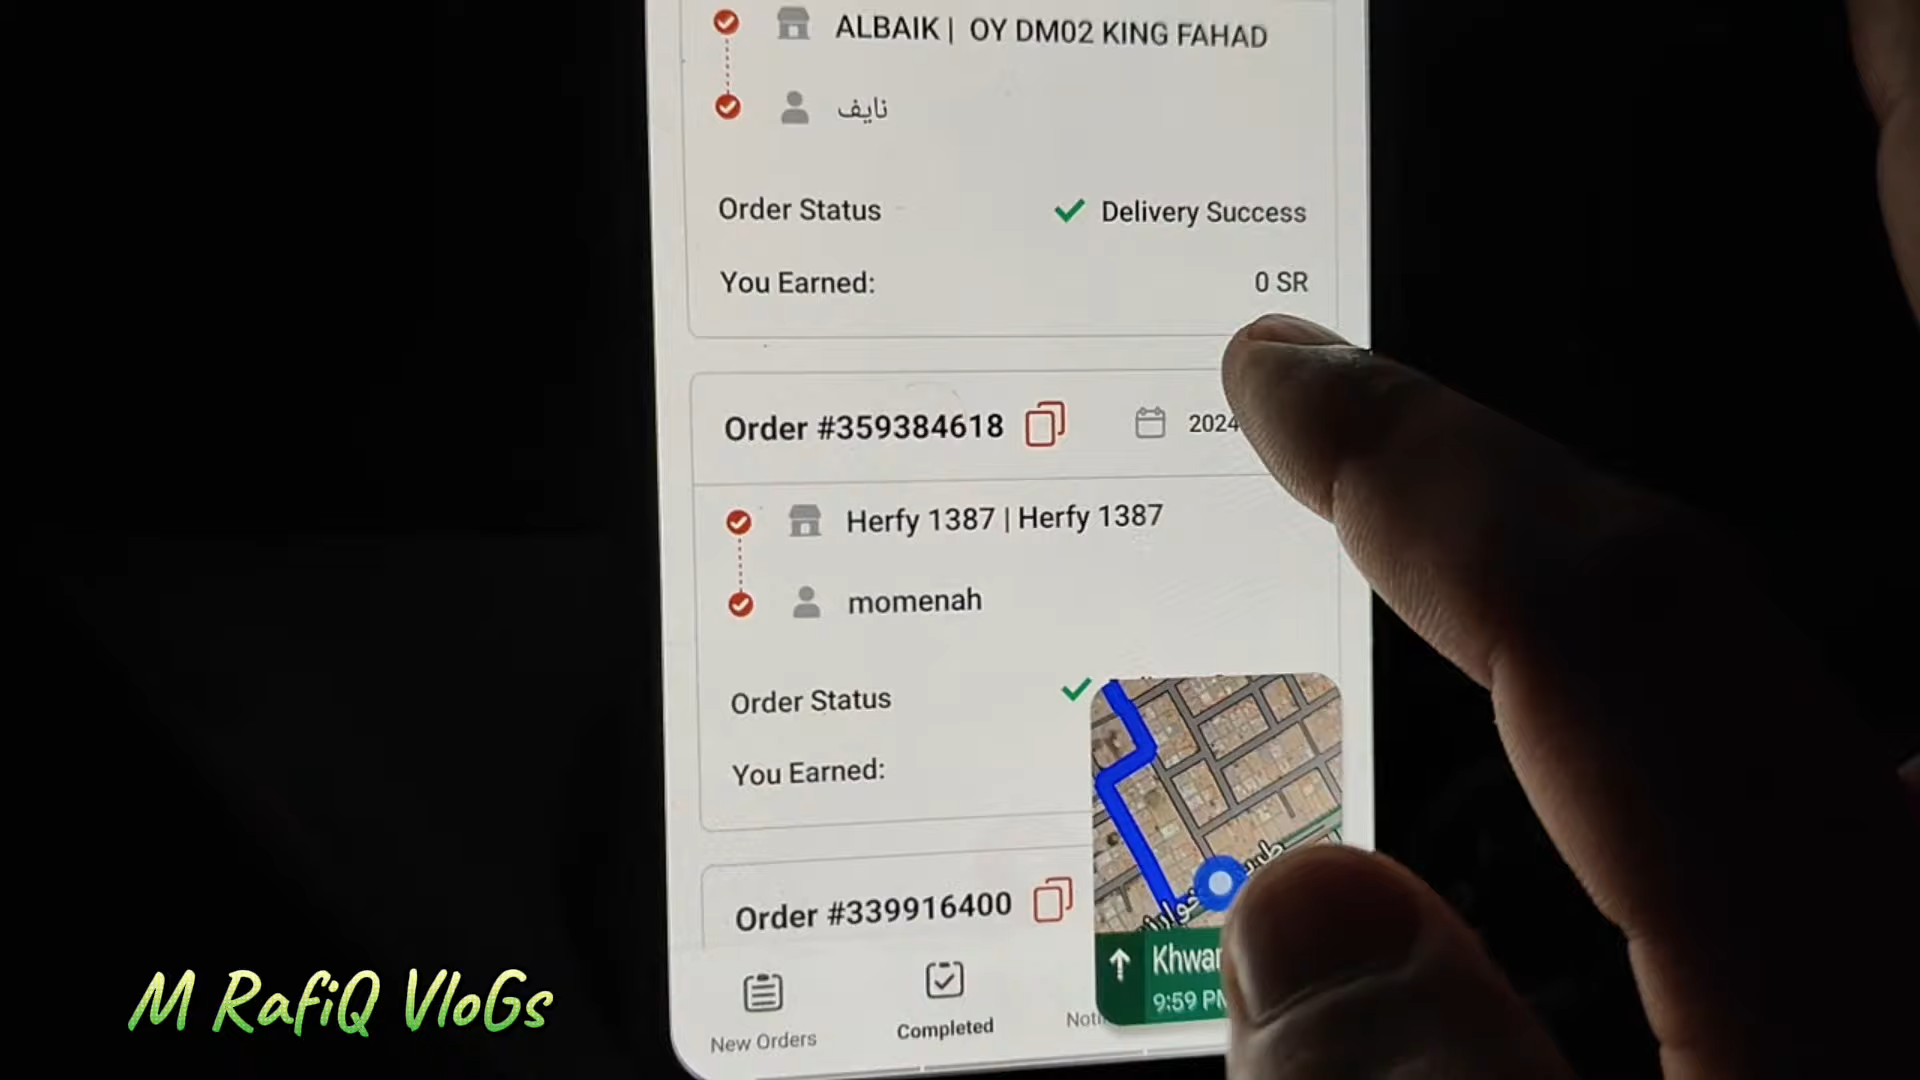 ALBAIK | OY DM02 KING FAHAD
نايف
Order Status
Delivery Success
You Earned:
0 SR
Order #359384618
2024
Herfy 1387 | Herfy 1387
momenah
Order Status
You Earned:
Order #339916400
Khwar
9:59 PM
New Orders
Completed
M RafiQ VloGs